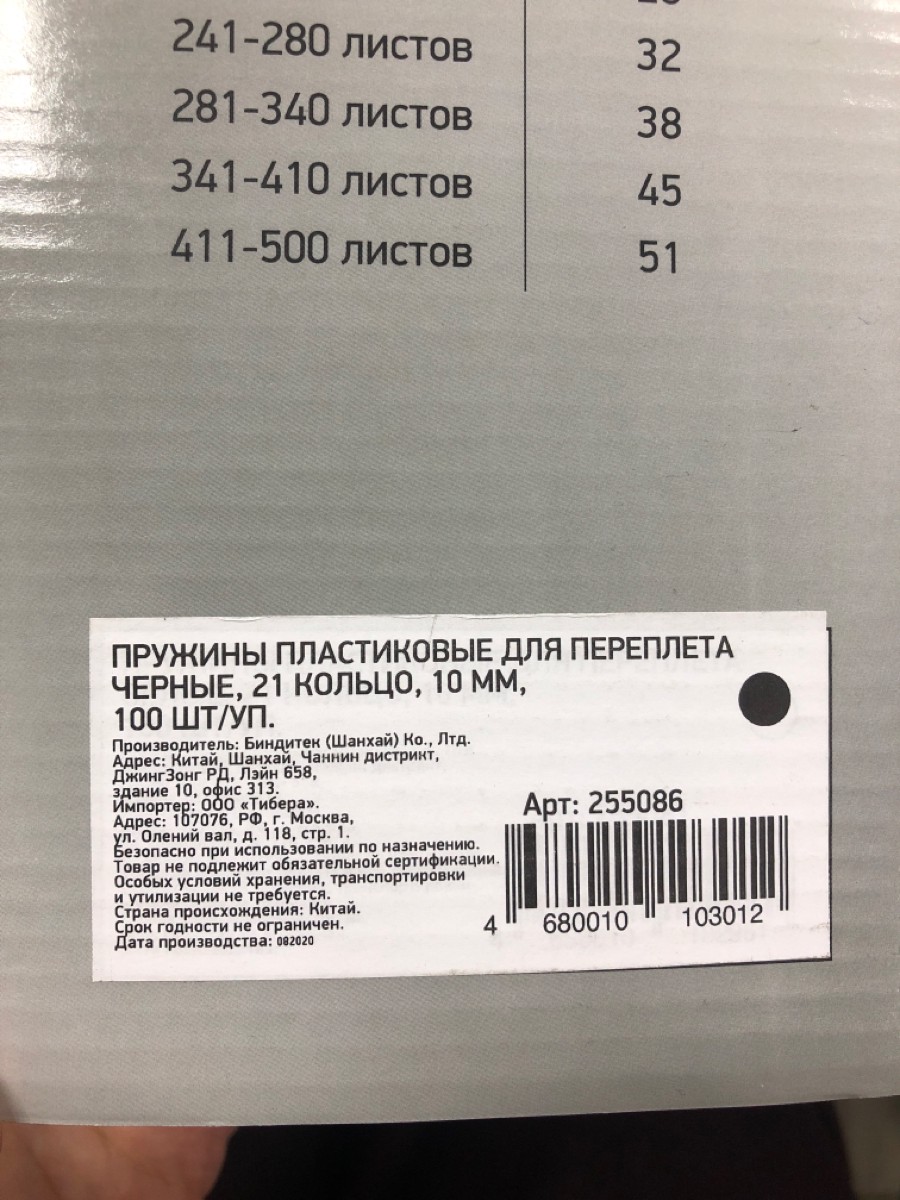 241-280 листов 32
281-340 листов 38
341-410 листов 45
411-500 листов 51
ПРУЖИНЫ ПЛАСТИКОВЫЕ ДЛЯ ПЕРЕПЛЕТА
ЧЕРНЫЕ, 21 КОЛЬЦО, 10 ММ,
100 ШТ/УП.
Производитель: Биндитек (Шанхай) Ко., Лтд.
Адрес: Китай, Шанхай, Чаннин дистрикт,
ДжингЗонг РД, Лэйн 658,
здание 10, офис 313.
Импортер: ООО «Тибера».
Адрес: 107076, РФ, г. Москва,
ул. Олений вал, д. 118, стр. 1.
Безопасно при использовании по назначению.
Товар не подлежит обязательной сертификации.
Особых условий хранения, транспортировки
и утилизации не требуется.
Страна происхождения: Китай.
Срок годности не ограничен.
Дата производства: 082020
Арт: 255086
4 680010 103012